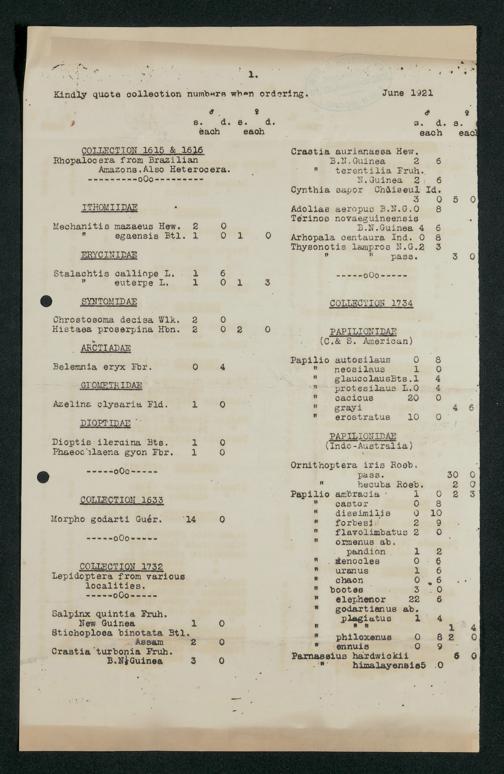 1.
Kindly quote collection numbers when ordering. June 1921
♂ ♀
s. d. s. d.
each each
COLLECTION 1615 & 1616
Rhopalocera from Brazilian
Amazons. Also Heterocera.
---------oOo---------
ITHOMIIDAE
Mechanitis mazaeus Hew. 2 0
" egaensis Btl. 1 0 1 0
ERYCINIDAE
Stalachtis calliope L. 1 6
" euterpe L. 1 0 1 3
SYNTOMIDAE
Chrostosoma decisa Wlk. 2 0
Histaea proserpina Hbn. 2 0 2 0
ARCTIADAE
Belemnia eryx Fbr. 0 4
GEOMETRIDAE
Azelina clysaria Fld. 1 0
DIOPTIDAE
Dioptis ilerdina Bts. 1 0
Phaeochlaena gyon Fbr. 1 0
-----oOo-----
COLLECTION 1633
Morpho godarti Guér. 14 0
-----oOo-----
COLLECTION 1732
Lepidoptera from various
localities.
-----oOo-----
Salpinx quintia Fruh.
New Guinea 1 0
Stichoploea binotata Btl.
Assam 2 0
Crastia turbonia Fruh.
B.N.Guinea 3 0
♂ ♀
s. d. s.
each each
Crastia aurianassa Hew.
B.N.Guinea 2 6
" terentilia Fruh.
N.Guinea 2 6
Cynthia sapor Choiseul Id.
3 0 5 0
Adolias aeropus B.N.G.0 8
Terinos novaeguineensis
B.N.Guinea 4 6
Arhopala centaura Ind. 0 8
Thysonotis lampros N.G.2 3
" " pass. 3 0
-----oOo-----
COLLECTION 1734
PAPILIONIDAE
(C.& S. American)
Papilio autosilaus 0 8
" neosilaus 1 0
" glaucolausBts.1 4
" protesilaus L.0 4
" cacicus 20 0
" grayi 4 6
" erostratus 10 0
PAPILIONIDAE
(Indo-Australia)
Ornithoptera iris Roeb.
pass. 30 0
" hecuba Roeb. 2 0
Papilio ambracia 1 0 2 3
" castor 0 8
" dissimilis 0 10
" forbesi 2 9
" flavolimbatus 2 0
" ormenus ab.
pandion 1 2
" xenocles 0 6
" uranus 1 6
" chaon 0 6
" bootes 3 0
" elephenor 22 6
" godartianus ab.
" plagiatus 1 4
" " " 1 4
" philoxenus 0 8 2 0
" ennuis 0 9
Parnassius hardwickii 6 0
" himalayensis5 0